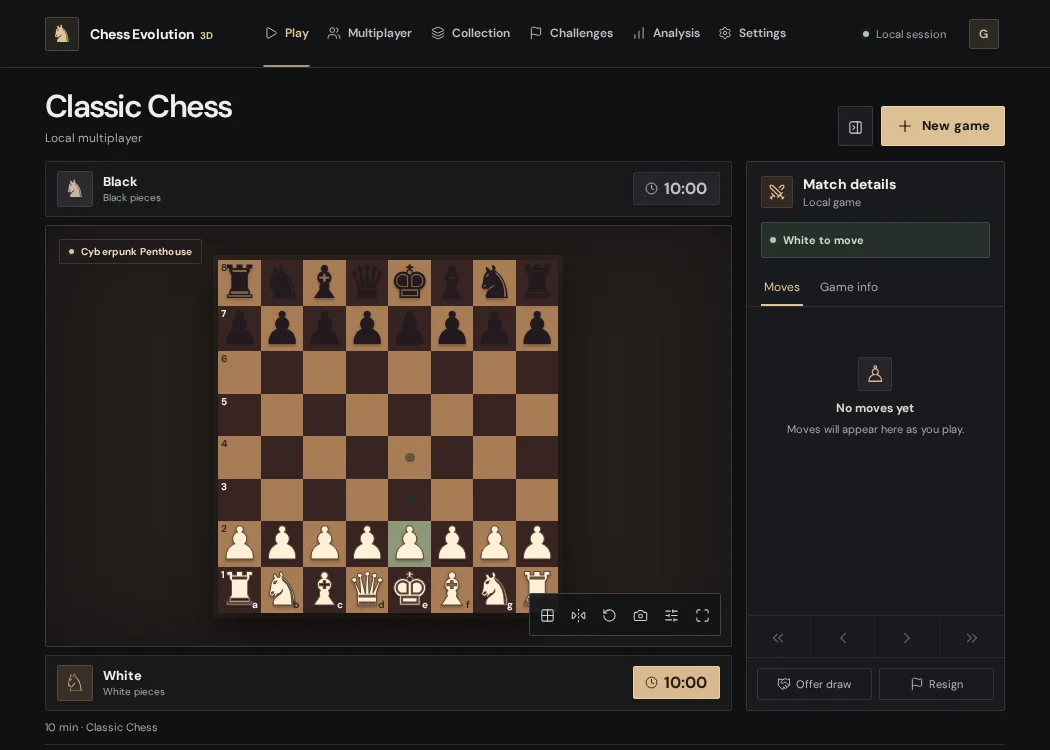 Chess Evolution 3D
Play
Multiplayer
Collection
Challenges
Analysis
Settings
Local session
G
Classic Chess
Local multiplayer
New game
Black
Black pieces
10:00
Cyberpunk Penthouse
8
7
6
5
4
3
2
1
a
b
c
d
e
f
g
White
White pieces
10:00
10 min · Classic Chess
Match details
Local game
White to move
Moves
Game info
No moves yet
Moves will appear here as you play.
Offer draw
Resign